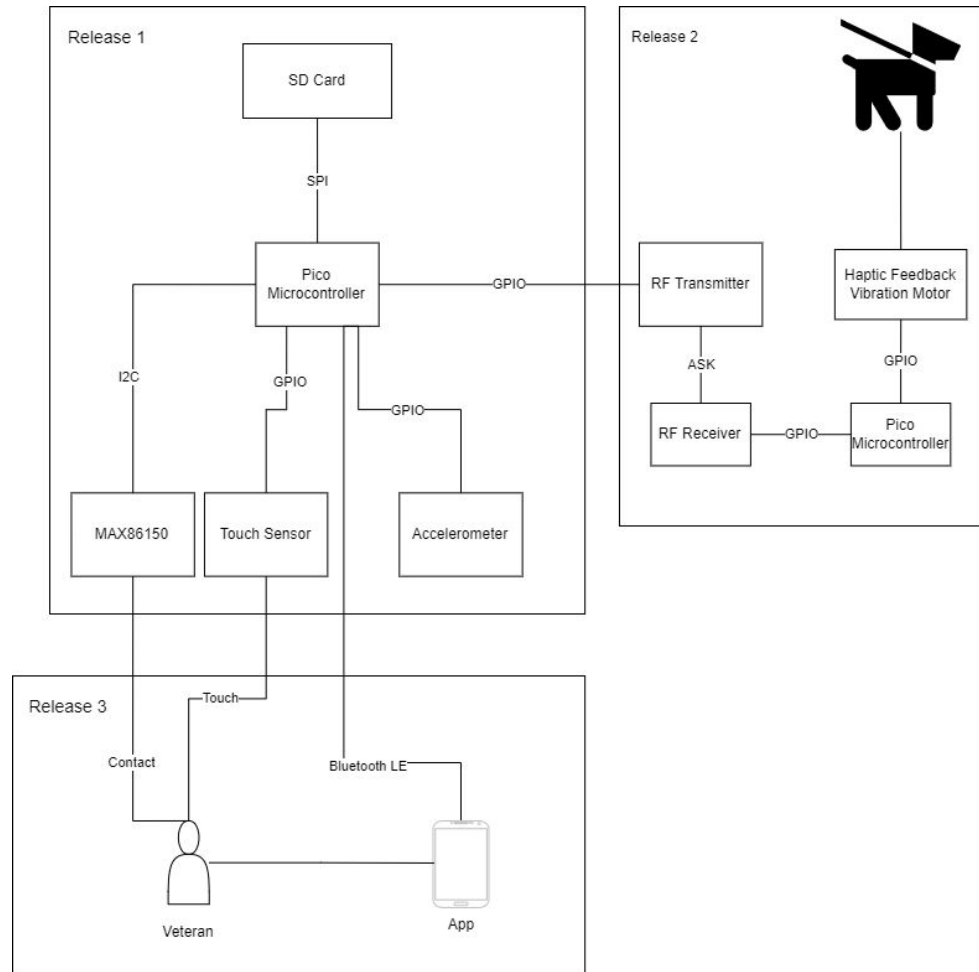 Release 1
SD Card
SPI
Pico
Microcontroller
I2C
GPIO
GPIO
MAX86150
Touch Sensor
Accelerometer
GPIO
Release 2
RF Transmitter
Haptic Feedback
Vibration Motor
ASK
GPIO
RF Receiver
GPIO
Pico
Microcontroller
Release 3
Touch
Contact
Bluetooth LE
Veteran
App